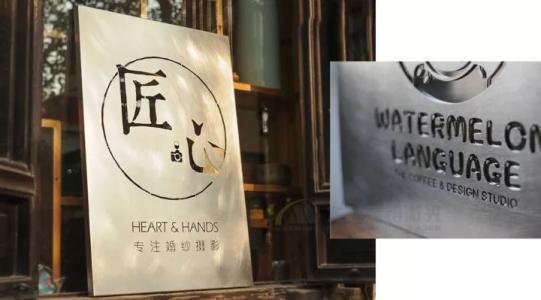 匠心
HEART & HANDS
专注婚纱摄影
WATERMELON
LANGUAGE
THE COFFEE & DESIGN STUDIO